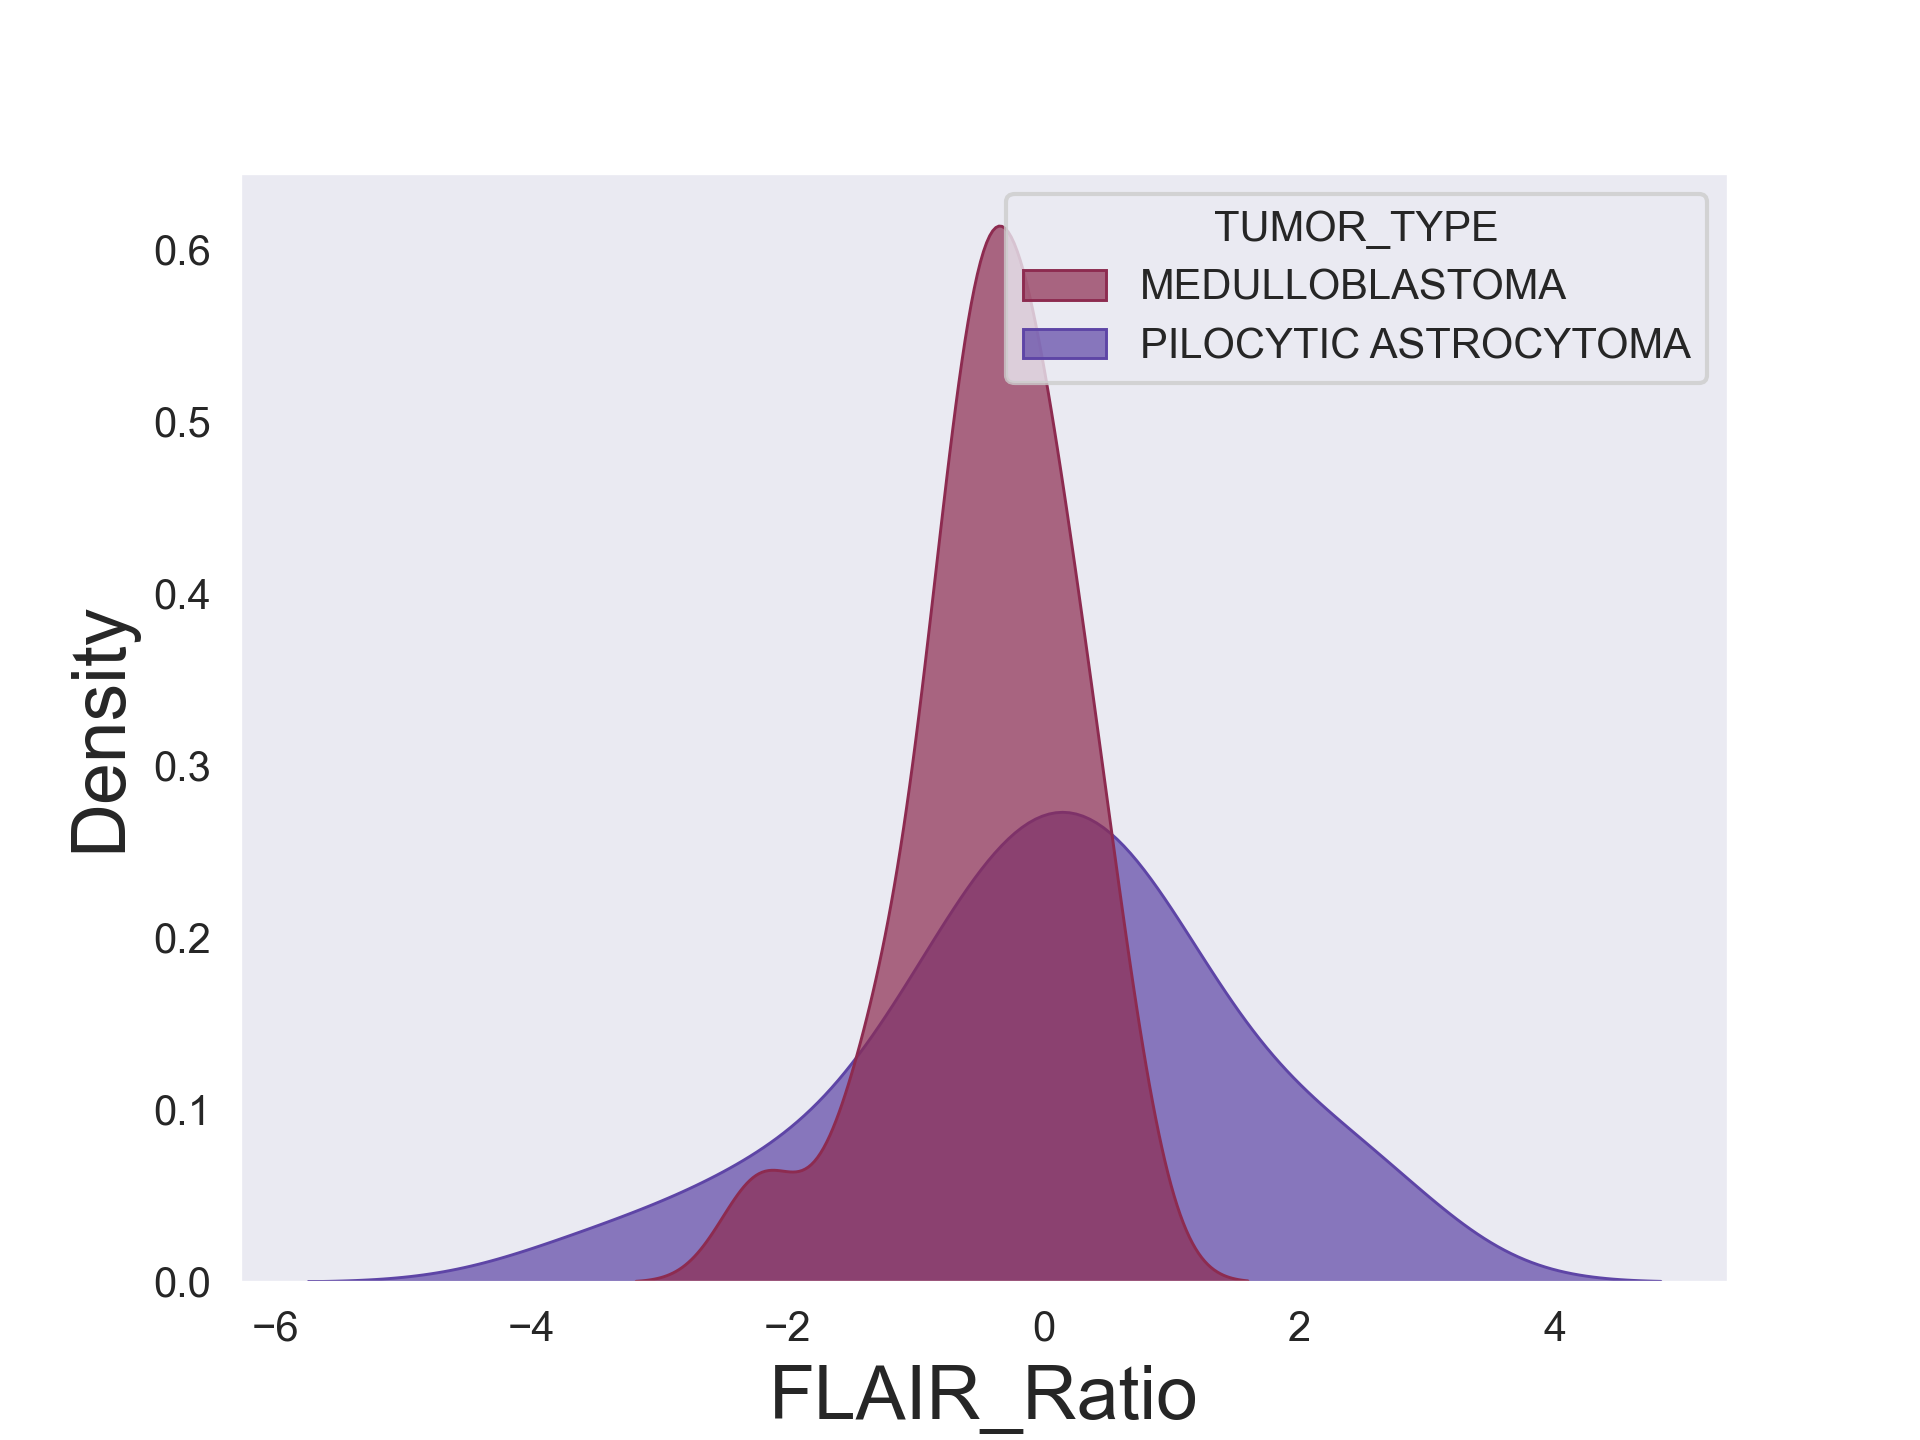 TUMOR_TYPE
MEDULLOBLASTOMA
PILOCYTIC ASTROCYTOMA
0.6
0.5
0.4
0.3
0.2
0.1
0.0
Density
−6 −4 −2 0 2 4
FLAIR_Ratio